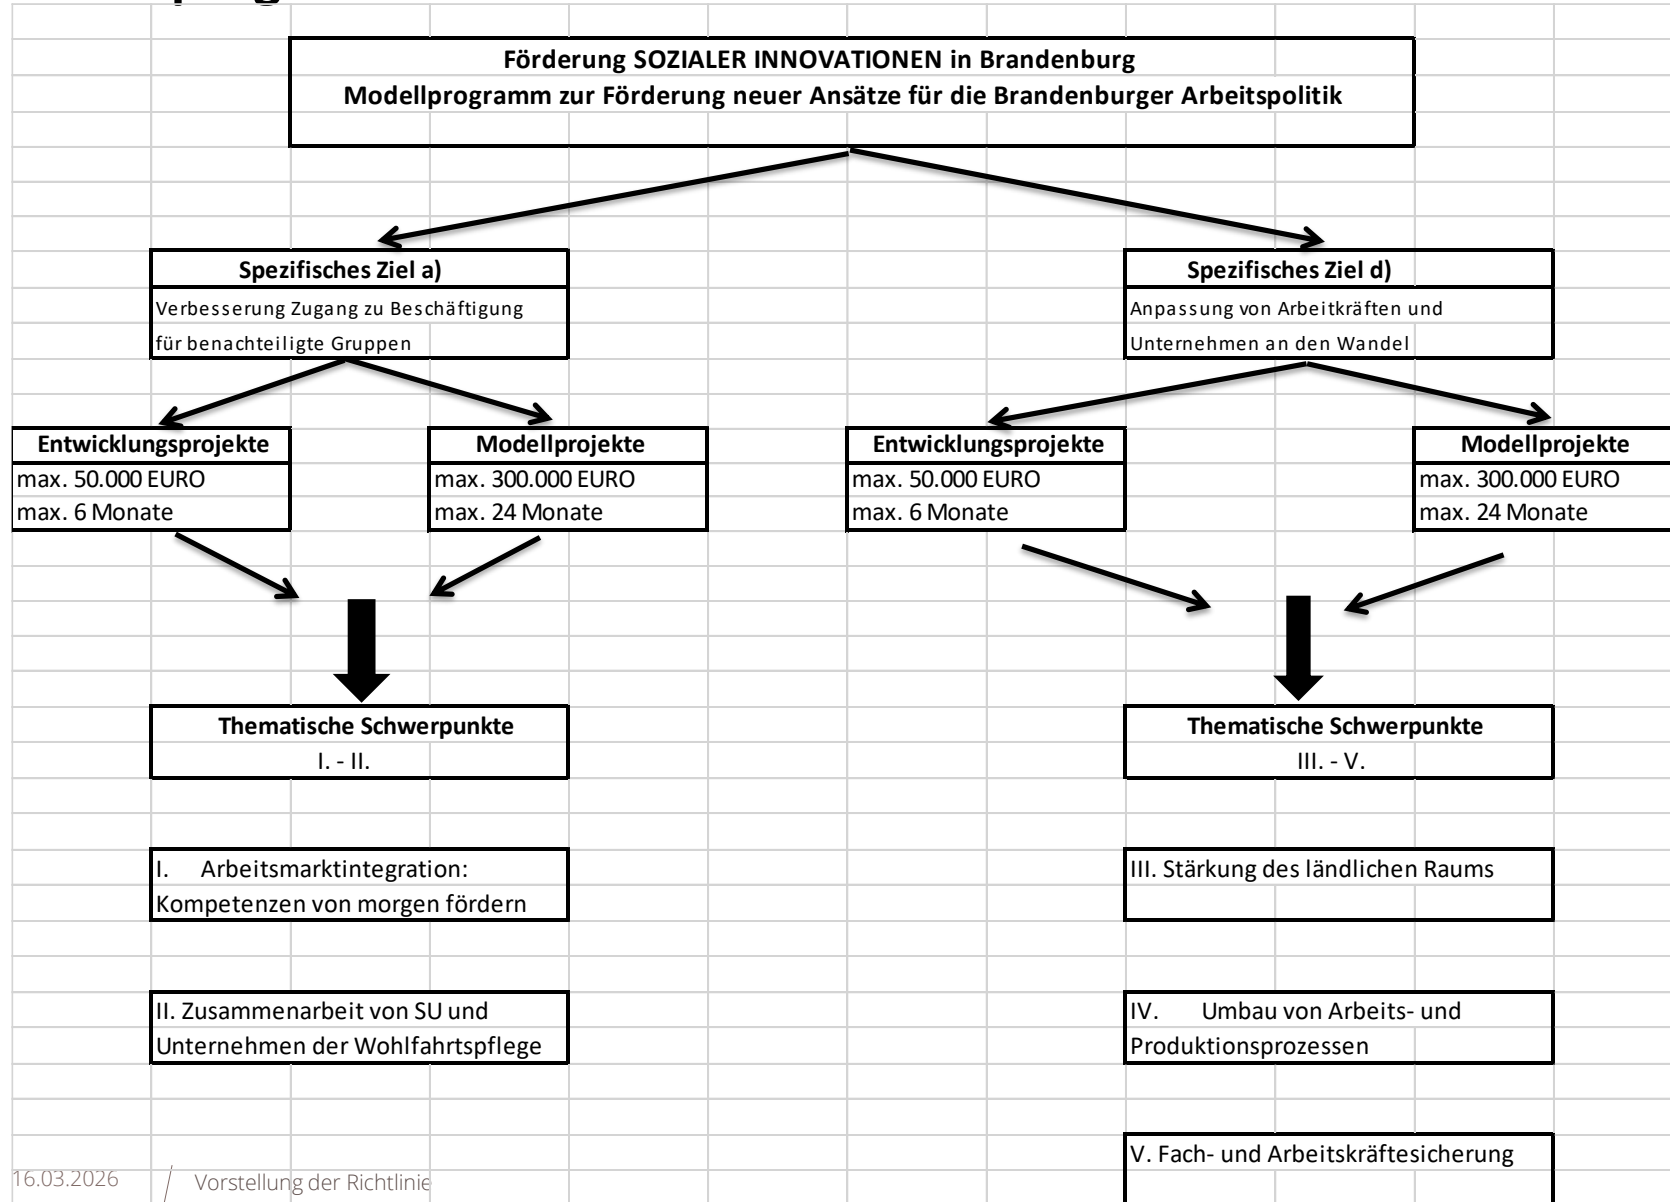 Förderung SOZIALER INNOVATIONEN in Brandenburg
Modellprogramm zur Förderung neuer Ansätze für die Brandenburger Arbeitspolitik
Spezifisches Ziel a)
Verbesserung Zugang zu Beschäftigung
für benachteiligte Gruppen
Spezifisches Ziel d)
Anpassung von Arbeitkräften und
Unternehmen an den Wandel
Entwicklungsprojekte
max. 50.000 EURO
max. 6 Monate
Modellprojekte
max. 300.000 EURO
max. 24 Monate
Entwicklungsprojekte
max. 50.000 EURO
max. 6 Monate
Modellprojekte
max. 300.000 EURO
max. 24 Monate
Thematische Schwerpunkte
I. - II.
Thematische Schwerpunkte
III. - V.
I. Arbeitsmarktintegration:
Kompetenzen von morgen fördern
III. Stärkung des ländlichen Raums
II. Zusammenarbeit von SU und
Unternehmen der Wohlfahrtspflege
IV. Umbau von Arbeits- und
Produktionsprozessen
V. Fach- und Arbeitskräftesicherung
16.03.2026 / Vorstellung der Richtlinie